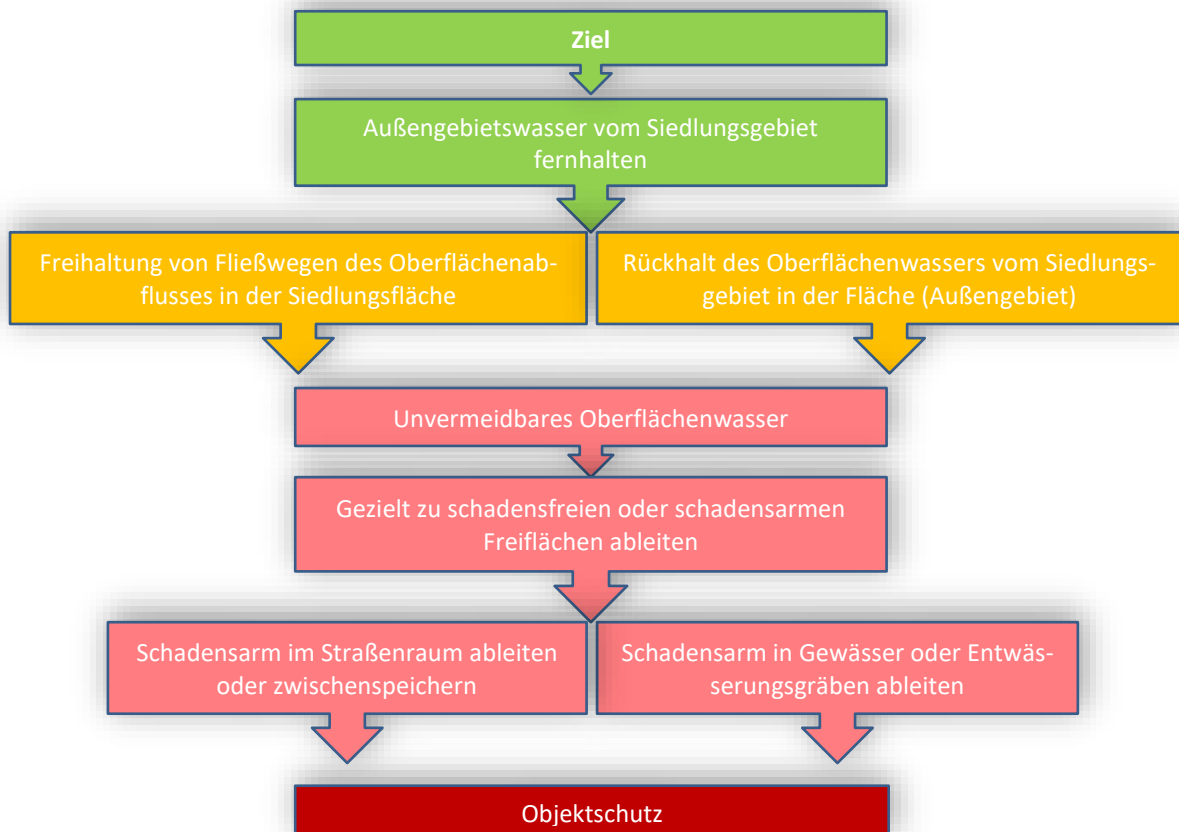 Ziel
Außengebietswasser vom Siedlungsgebiet
fernhalten
Freihaltung von Fließwegen des Oberflächenab-
flusses in der Siedlungsfläche
Rückhalt des Oberflächenwassers vom Siedlungs-
gebiet in der Fläche (Außengebiet)
Unvermeidbares Oberflächenwasser
Gezielt zu schadensfreien oder schadensarmen
Freiflächen ableiten
Schadensarm im Straßenraum ableiten
oder zwischenspeichern
Schadensarm in Gewässer oder Entwäs-
serungsgräben ableiten
Objektschutz